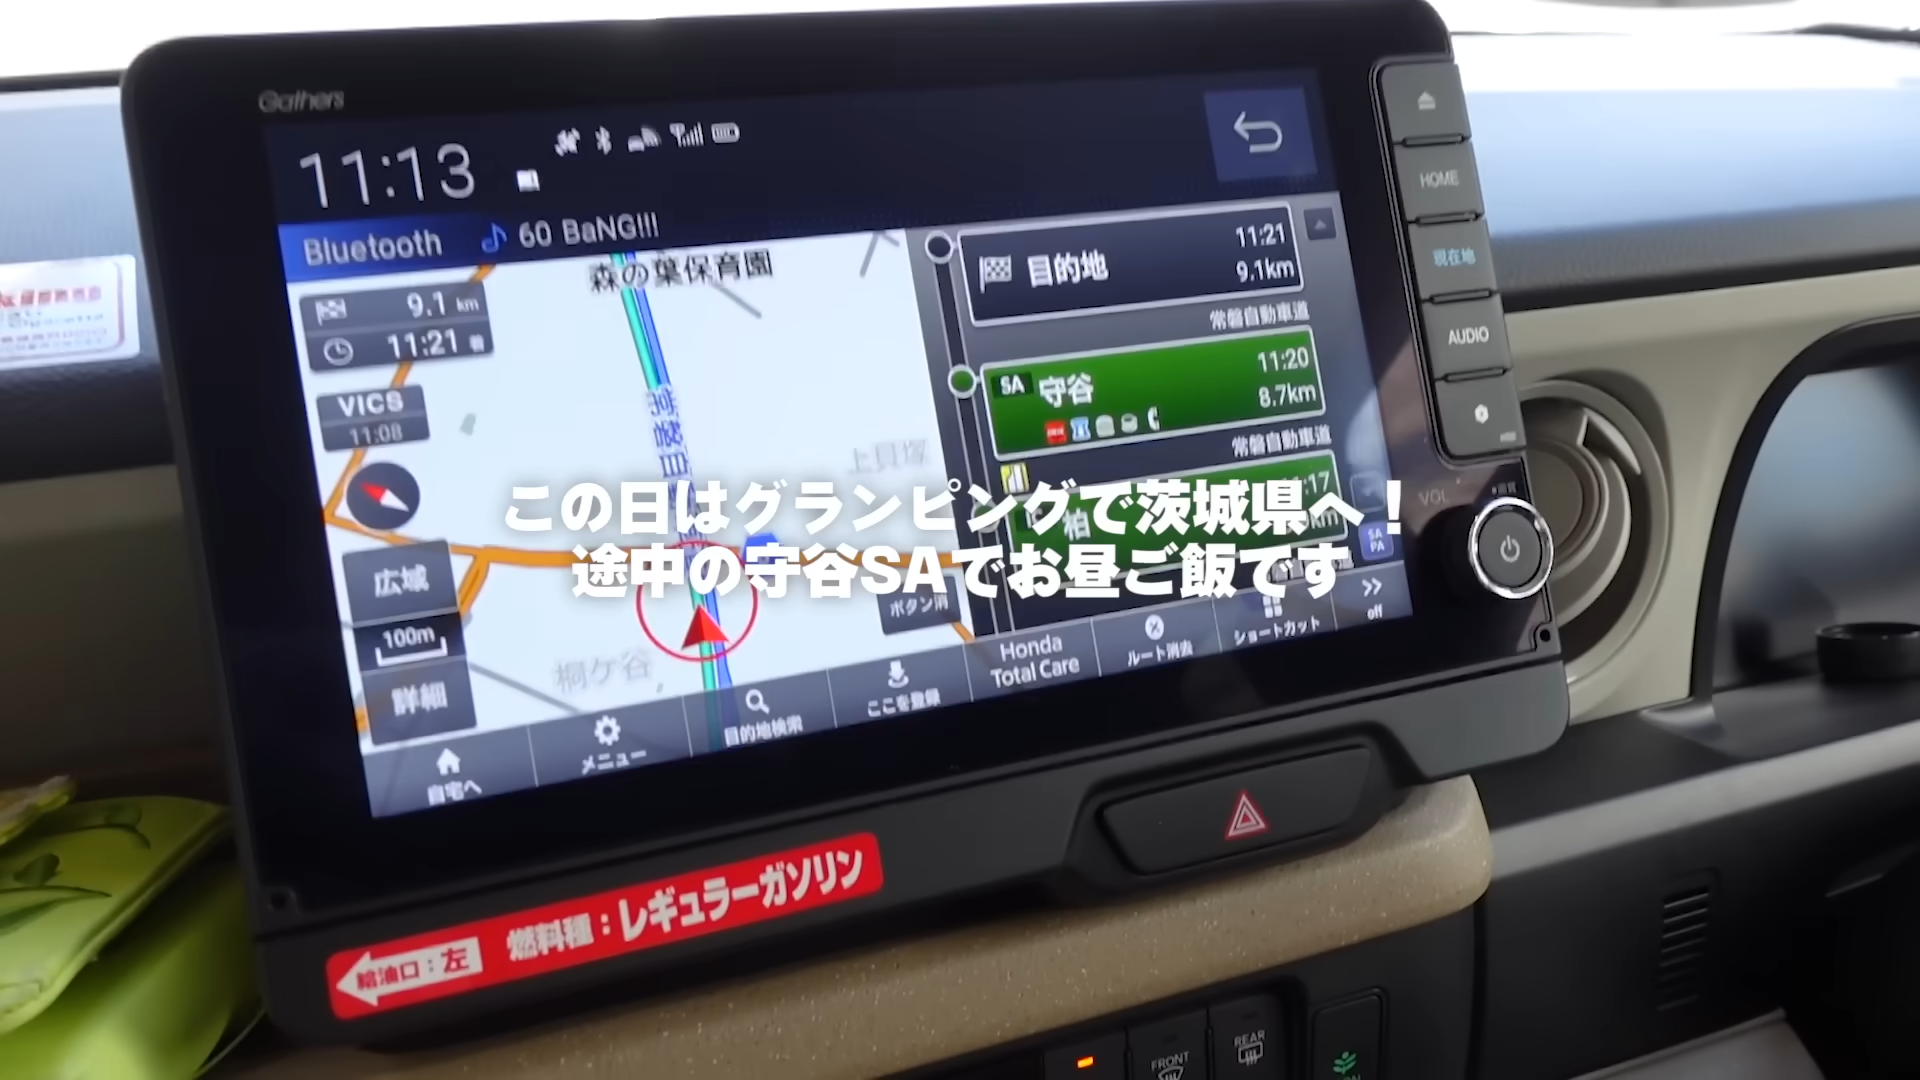 Gathers
11:13
Bluetooth
60 BaNG!!!
森の葉保育園
9.1 km
11:21 着
VICS
11:08
広域
100m
詳細
上貝塚
桐ケ谷
ボタン消
目的地
11:21
9.1km
常磐自動車道
SA 守谷
11:20
8.7km
常磐自動車道
柏
:17
km
SA
PA
off
この日はグランピングで茨城県へ！
途中の守谷SAでお昼ご飯です
自宅へ
メニュー
目的地検索
ここを登録
Honda
Total Care
ルート消去
ショートカット
HOME
現在地
AUDIO
VOL
給油口：左
燃料種：レギュラーガソリン
FRONT
REAR